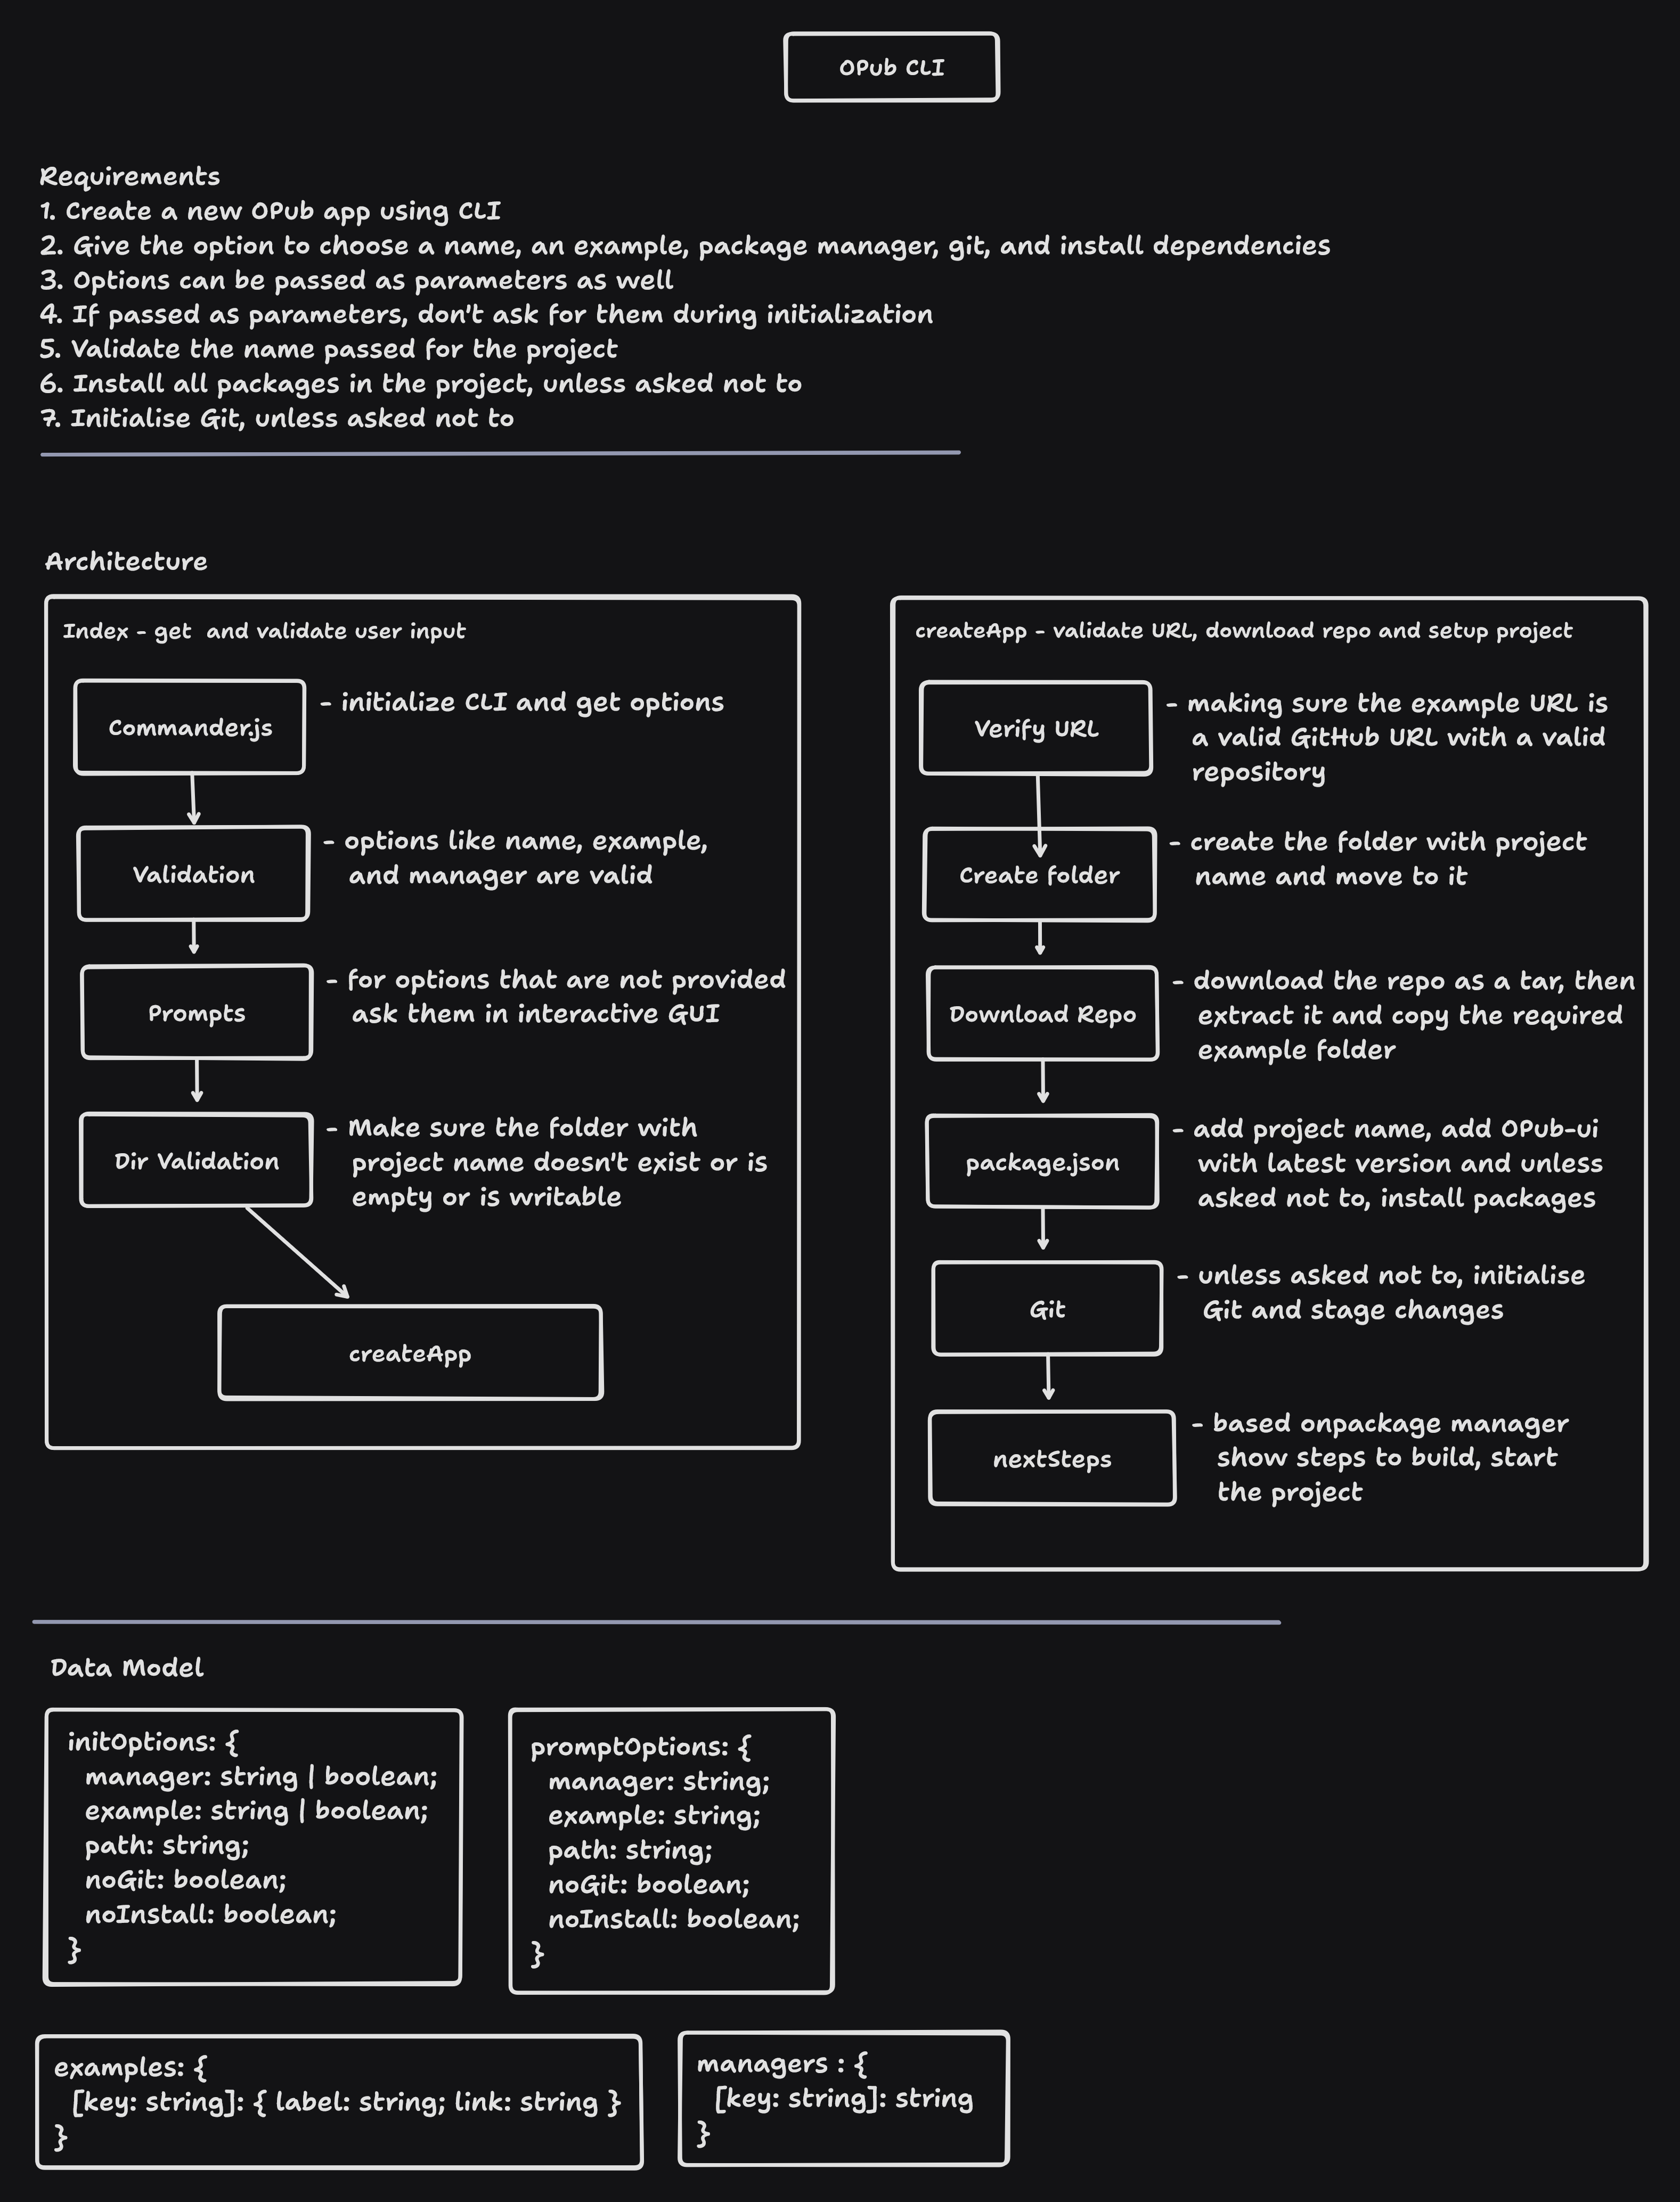 OPub CLI
Requirements
1. Create a new OPub app using CLI
2. Give the option to choose a name, an example, package manager, git, and install dependencies
3. Options can be passed as parameters as well
4. If passed as parameters, don't ask for them during initialization
5. Validate the name passed for the project
6. Install all packages in the project, unless asked not to
7. Initialise Git, unless asked not to
Architecture
Index - get  and validate user input
Commander.js
- initialize CLI and get options
Validation
- options like name, example,
and manager are valid
Prompts
- for options that are not provided
ask them in interactive GUI
Dir Validation
- Make sure the folder with
project name doesn't exist or is
empty or is writable
createApp
createApp - validate URL, download repo and setup project
Verify URL
- making sure the example URL is
a valid GitHub URL with a valid
repository
Create folder
- create the folder with project
name and move to it
Download Repo
- download the repo as a tar, then
extract it and copy the required
example folder
package.json
- add project name, add OPub-ui
with latest version and unless
asked not to, install packages
Git
- unless asked not to, initialise
Git and stage changes
nextSteps
- based onpackage manager
show steps to build, start
the project
Data Model
initOptions: {
manager: string | boolean;
example: string | boolean;
path: string;
noGit: boolean;
noInstall: boolean;
}
promptOptions: {
manager: string;
example: string;
path: string;
noGit: boolean;
noInstall: boolean;
}
examples: {
[key: string]: { label: string; link: string }
}
managers : {
[key: string]: string
}